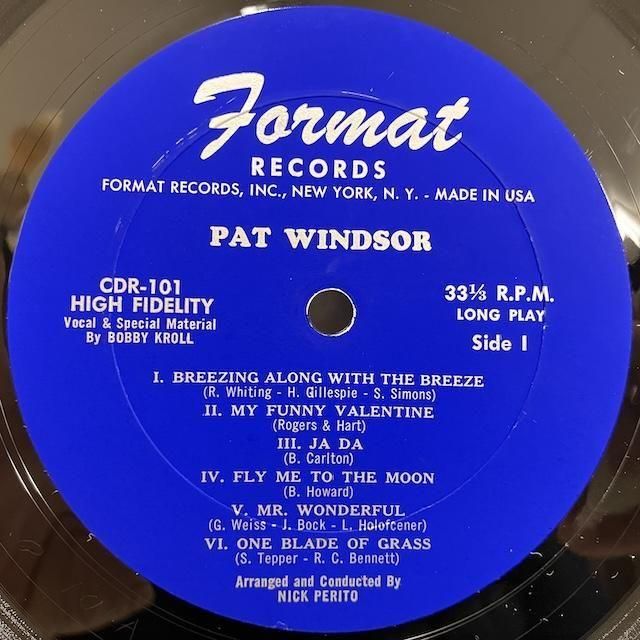 Format
RECORDS
FORMAT RECORDS, INC., NEW YORK, N. Y. - MADE IN USA
PAT WINDSOR
CDR-101
HIGH FIDELITY
Vocal & Special Material
By BOBBY KROLL
33⅓ R.P.M.
LONG PLAY
Side I
I. BREEZING ALONG WITH THE BREEZE
(R. Whiting - H. Gillespie - S. Simons)
II. MY FUNNY VALENTINE
(Rogers & Hart)
III. JA DA
(B. Carlton)
IV. FLY ME TO THE MOON
(B. Howard)
V. MR. WONDERFUL
(G. Weiss - J. Bock - L. Holofcener)
VI. ONE BLADE OF GRASS
(S. Tepper - R. C. Bennett)
Arranged and Conducted By
NICK PERITO